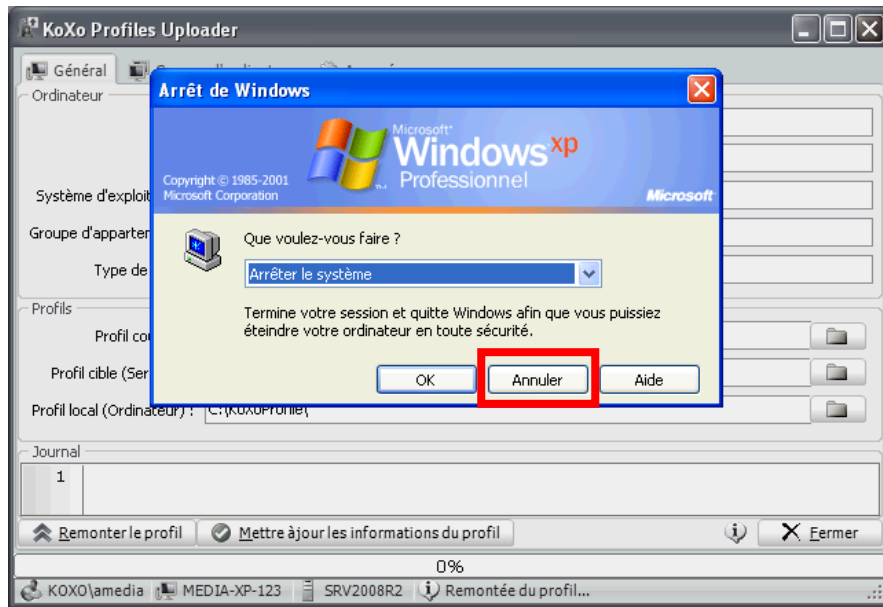 KoXo Profiles Uploader
Général
Ordinateur
Arrêt de Windows
Copyright © 1985-2001
Microsoft Corporation
Microsoft
Windows xp
Professionnel
Microsoft
Système d'exploit
Groupe d'apparter
Type de
Que voulez-vous faire ?
Arrêter le système
Termine votre session et quitte Windows afin que vous puissiez
éteindre votre ordinateur en toute sécurité.
OK Annuler Aide
Profils
Profil cou
Profil cible (Ser
Profil local (Ordinateur) : C:\KoXoProfile\
Journal
1
Remonter le profil Mettre à jour les informations du profil Fermer
0%
KOXO\amedia MEDIA-XP-123 SRV2008R2 Remontée du profil...